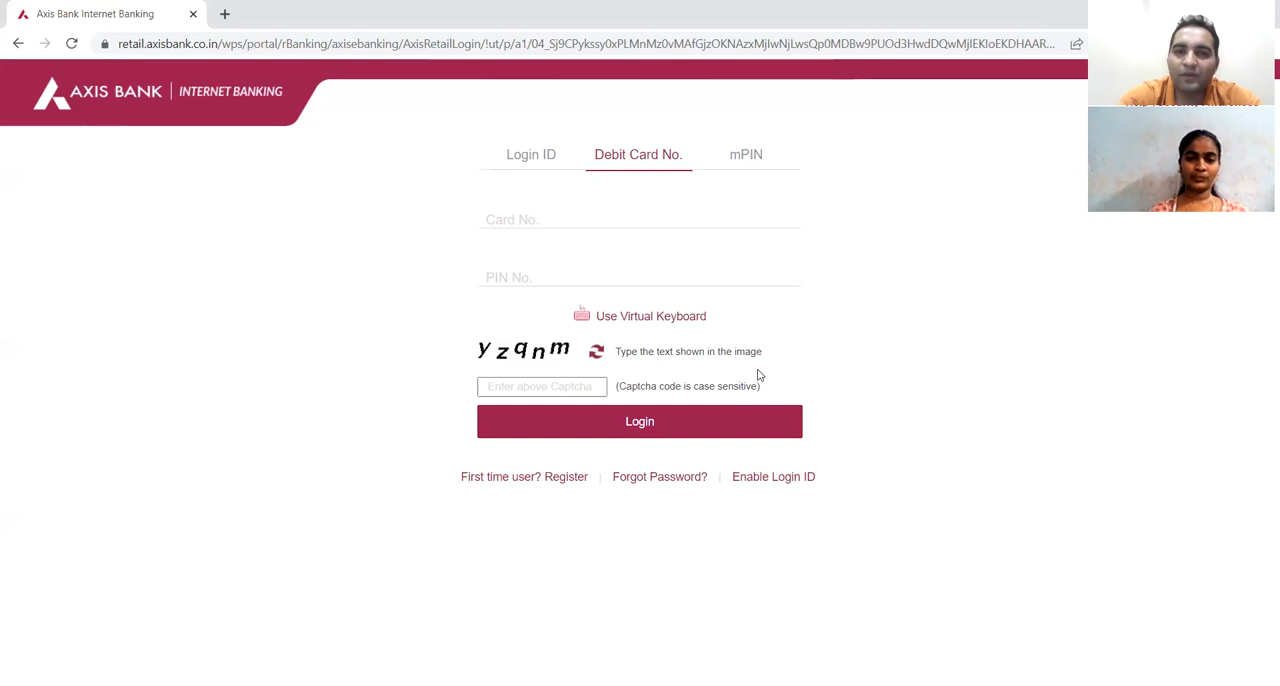 Axis Bank Internet Banking
retail.axisbank.co.in/wps/portal/rBanking/axisebanking/AxisRetailLogin/!ut/p/a1/04_Sj9CPykssy0xPLMnMz0vMAfGjzOKNAzxMjIwNjLwsQp0MDBw9PUOd3HwdDQwMjIEKIoEKDHAAR...
AXIS BANK | INTERNET BANKING
Login ID Debit Card No. mPIN
Card No.
PIN No.
Use Virtual Keyboard
yzqnm Type the text shown in the image
Enter above Captcha (Captcha code is case sensitive)
Login
First time user? Register | Forgot Password? | Enable Login ID